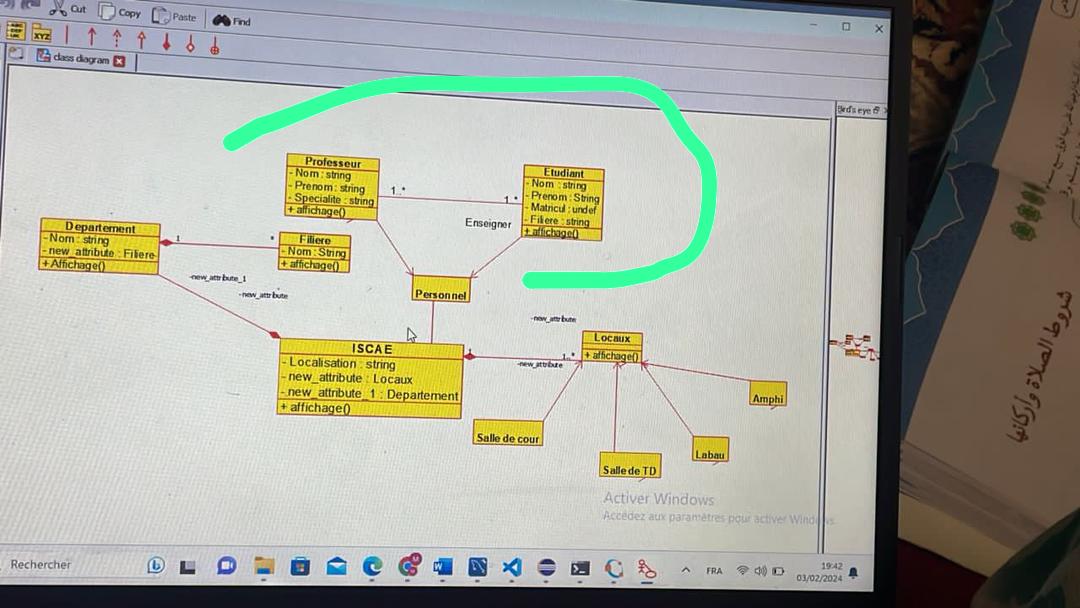 Cut Copy Paste Find
XYZ
class diagram
Bird's eye
Professeur
- Nom : string
- Prenom : string
- Specialite : string
+ affichage()
1..*
1..*
Enseigner
Etudiant
- Nom : string
- Prenom : String
- Matricul : undef
- Filiere : string
+ affichage()
Departement
- Nom : string
- new_attribute : Filiere
+ Affichage()
1
*
Filiere
- Nom : String
+ affichage()
-new_attribute_1
-new_attribute
Personnel
-new_attribute
ISCAE
- Localisation : string
- new_attribute : Locaux
- new_attribute_1 : Departement
+ affichage()
1..*
-new_attribute
Locaux
+ affichage()
Amphi
Salle de cour
Labau
Salle de TD
Activer Windows
Accédez aux paramètres pour activer Windows.
Rechercher
FRA
19:42
03/02/2024
شروط الصلاة وأركانها